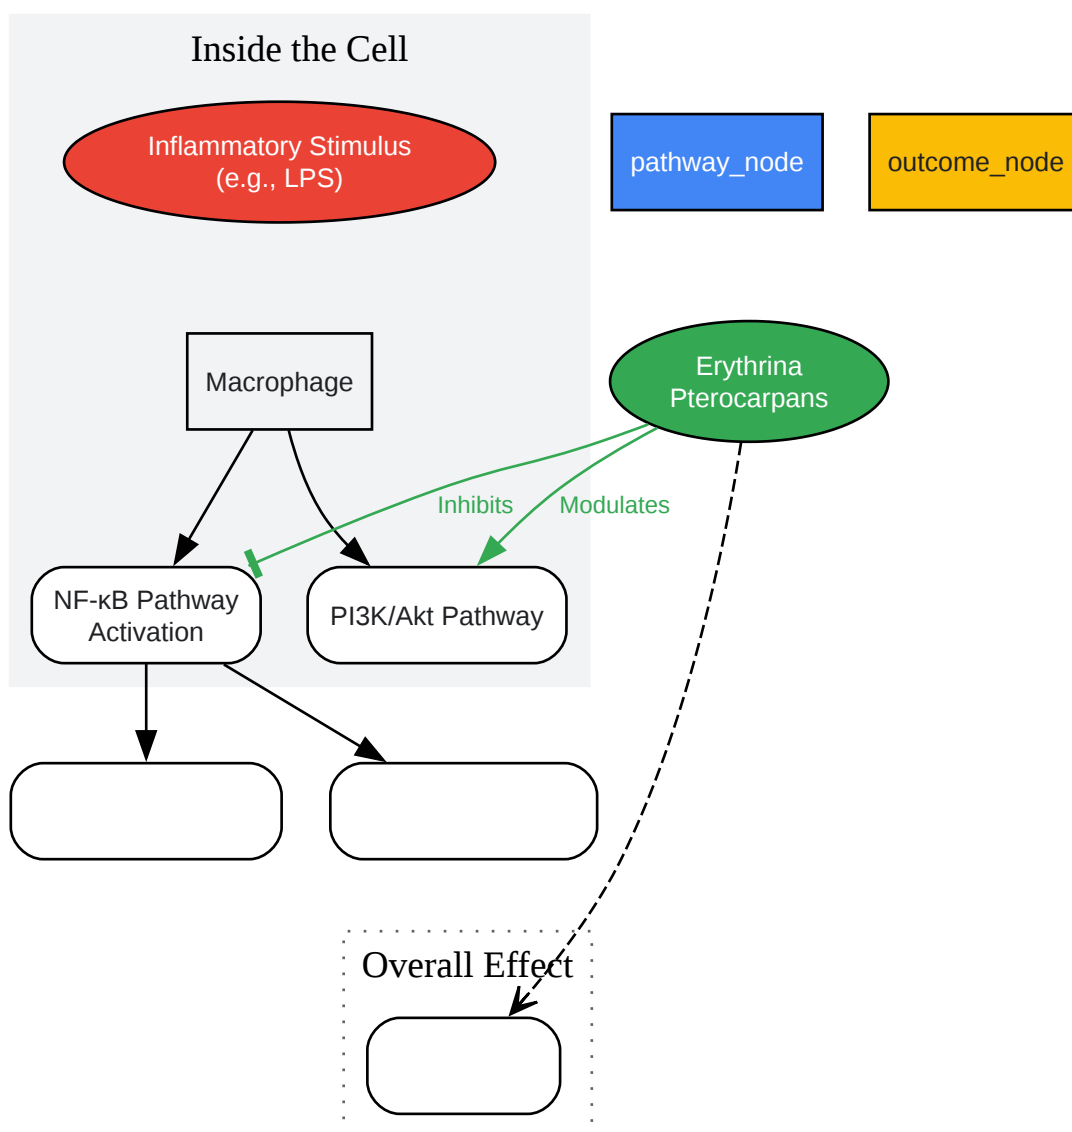 Inside the Cell
Inflammatory Stimulus
(e.g., LPS)
pathway_node
outcome_node
Macrophage
Erythrina
Pterocarpans
Inhibits
Modulates
NF-κB Pathway
Activation
PI3K/Akt Pathway
Overall Effect